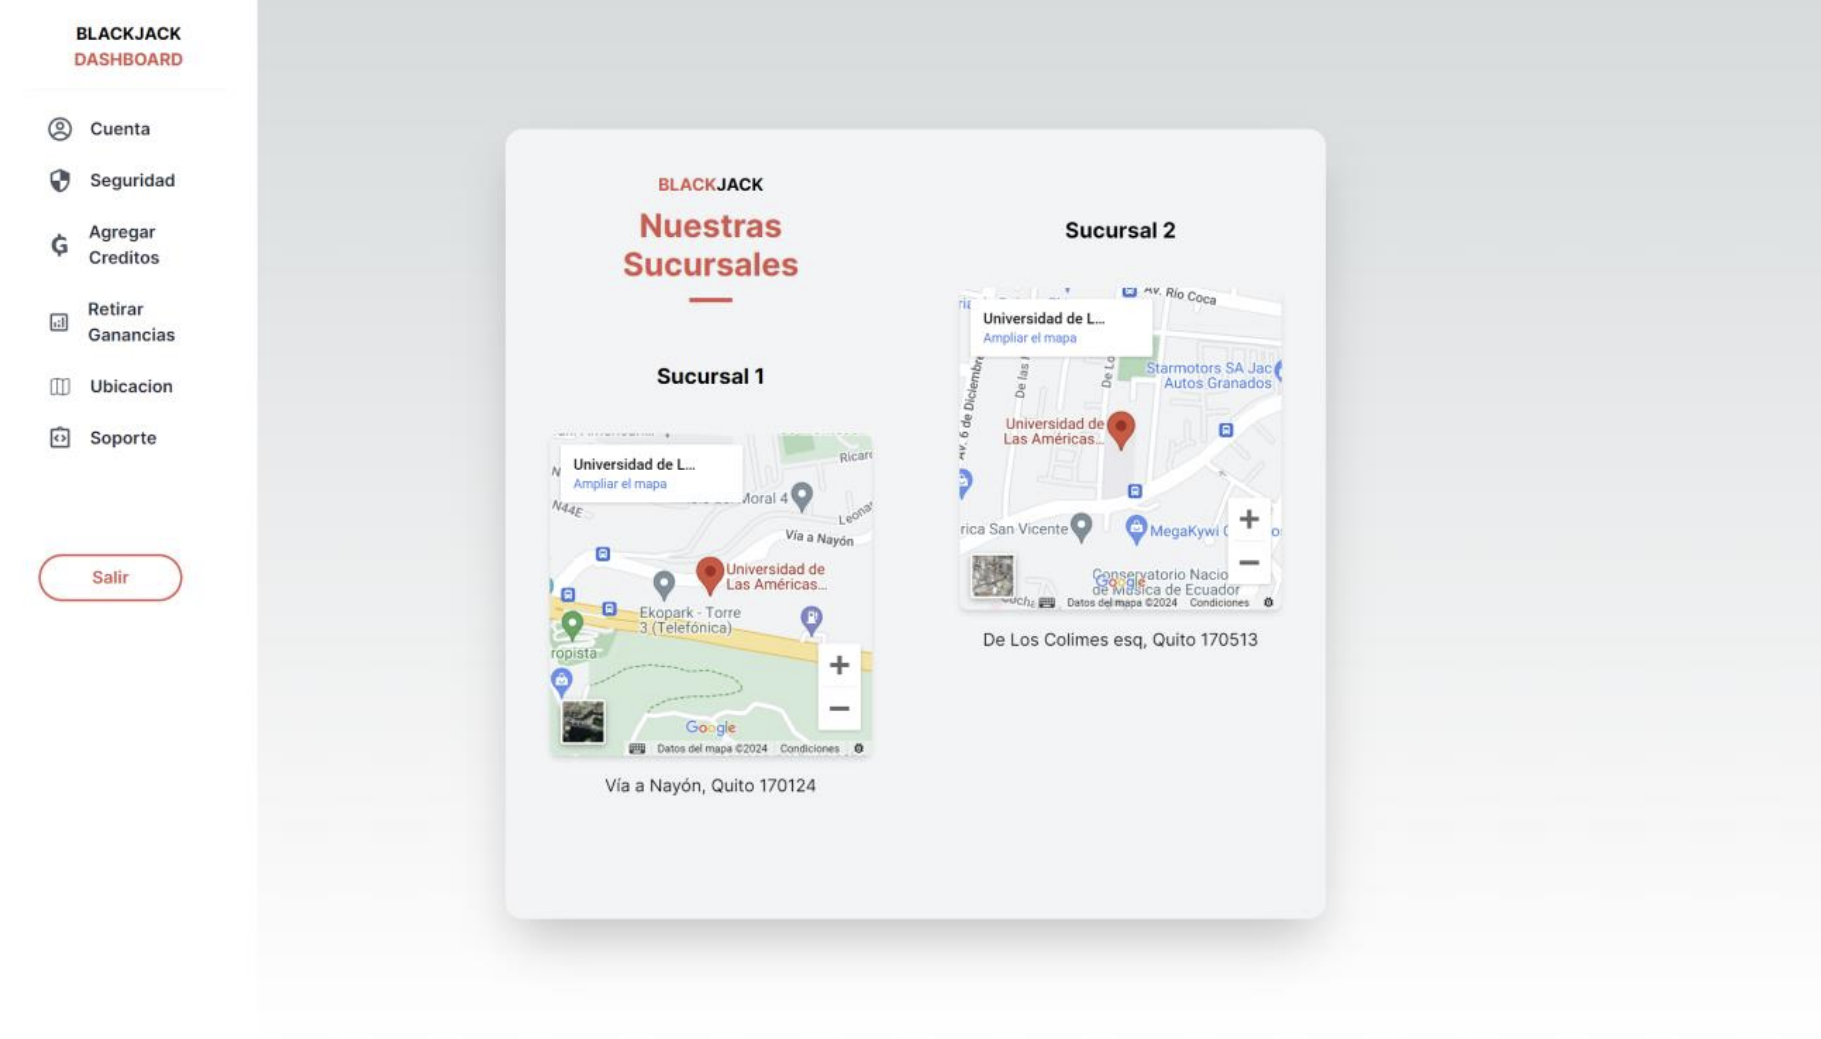 BLACKJACK
DASHBOARD
Cuenta
Seguridad
Agregar
Creditos
Retirar
Ganancias
Ubicacion
Soporte
Salir
BLACKJACK
Nuestras
Sucursales
Sucursal 1
Universidad de L...
Ampliar el mapa
Ricar
N44E
Moral 4
Leona
Vía a Nayón
Universidad de
Las Américas...
Ekopark - Torre
3 (Telefónica)
ropista
Google
Datos del mapa ©2024 Condiciones
Vía a Nayón, Quito 170124
Sucursal 2
Av. Río Coca
Universidad de L...
Ampliar el mapa
Av. 6 de Diciembre
De las
De Lo
Starmotors SA Jac
Autos Granados
Universidad de
Las Américas...
rica San Vicente
MegaKywi
Conservatorio Nacio
de Música de Ecuador
Google
Datos del mapa ©2024 Condiciones
De Los Colimes esq, Quito 170513